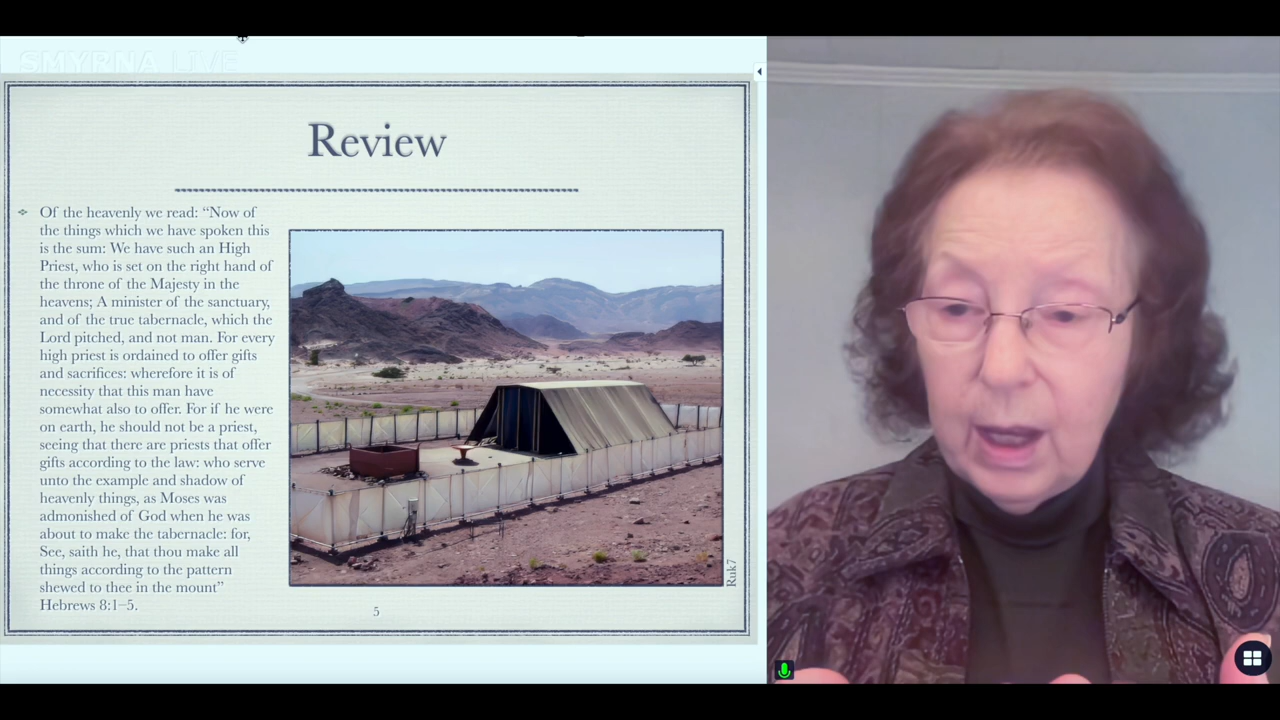 SMYRNA LIVE
Review
Of the heavenly we read: “Now of
the things which we have spoken this
is the sum: We have such an High
Priest, who is set on the right hand of
the throne of the Majesty in the
heavens; A minister of the sanctuary,
and of the true tabernacle, which the
Lord pitched, and not man. For every
high priest is ordained to offer gifts
and sacrifices: wherefore it is of
necessity that this man have
somewhat also to offer. For if he were
on earth, he should not be a priest,
seeing that there are priests that offer
gifts according to the law: who serve
unto the example and shadow of
heavenly things, as Moses was
admonished of God when he was
about to make the tabernacle: for,
See, saith he, that thou make all
things according to the pattern
shewed to thee in the mount”
Hebrews 8:1–5.
Ruk7
5